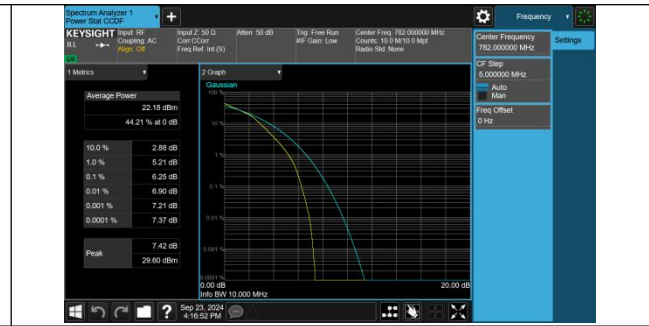 Spectrum Analyzer 1
Power Stat CCDF
Frequency
KEYSIGHT
Input: RF
Coupling: AC
Align: Off
Input Z: 50 Ω
Corr CCorr
Freq Ref: Int (S)
Atten: 50 dB
Trig: Free Run
#IF Gain: Low
Center Freq: 782.000000 MHz
Counts: 10.0 M/10.0 Mpt
Radio Std: None
RL
Center Frequency
782.000000 MHz
Settings
CF Step
5.000000 MHz
Auto
Man
Freq Offset
0 Hz
1 Metrics
Average Power
22.18 dBm
44.21 % at 0 dB
10.0 % 2.88 dB
1.0 % 5.21 dB
0.1 % 6.25 dB
0.01 % 6.90 dB
0.001 % 7.21 dB
0.0001 % 7.37 dB
Peak
7.42 dB
29.60 dBm
2 Graph
Gaussian
100 %
10 %
1 %
0.1 %
0.01 %
0.001 %
0.0001 %
0.00 dB
20.00 dB
Info BW 10.000 MHz
Sep 23, 2024
4:16:52 PM